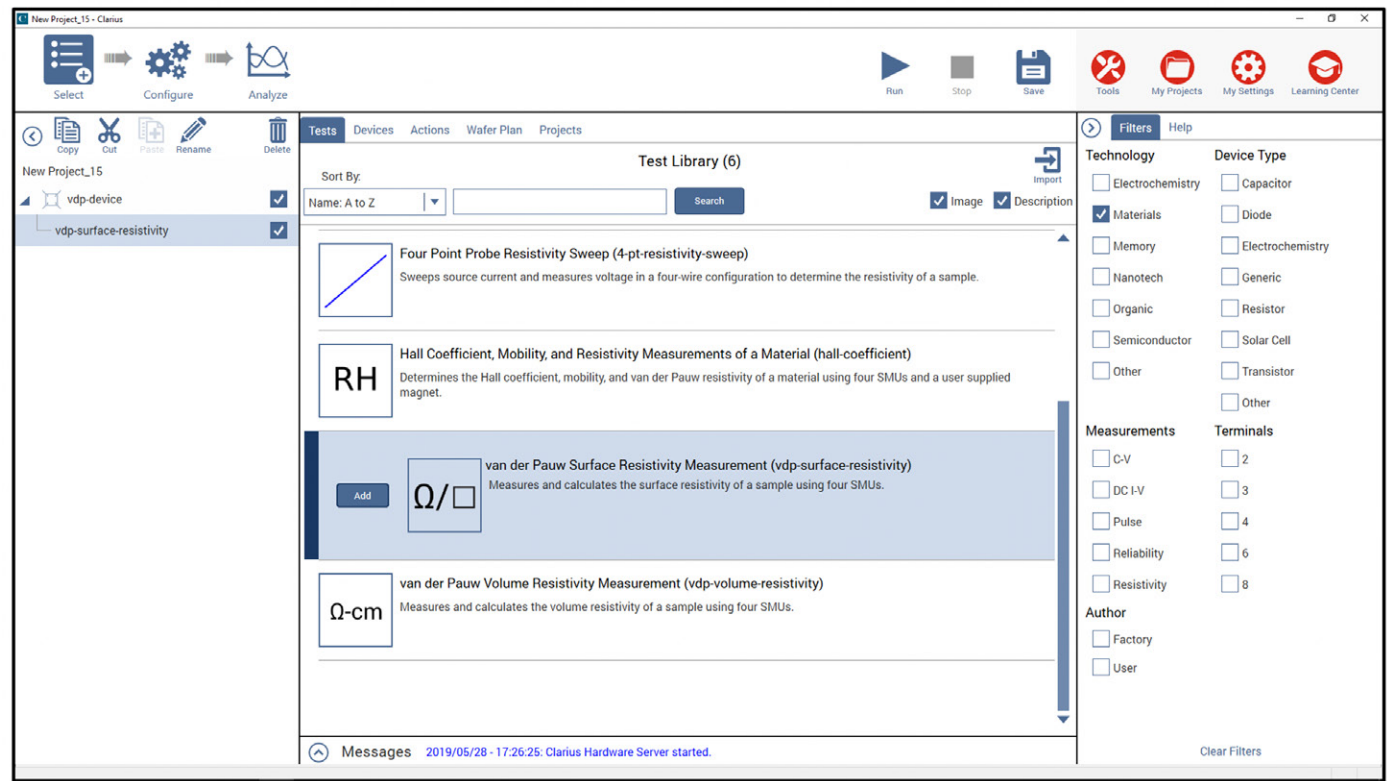 New Project_15 - Clarius
Select
Configure
Analyze
Run
Stop
Save
Tools
My Projects
My Settings
Learning Center
Copy
Cut
Paste
Rename
Delete
New Project_15
vdp-device
vdp-surface-resistivity
Tests Devices Actions Wafer Plan Projects
Test Library (6)
Import
Sort By:
Name: A to Z
Search
Image
Description
Four Point Probe Resistivity Sweep (4-pt-resistivity-sweep)
Sweeps source current and measures voltage in a four-wire configuration to determine the resistivity of a sample.
RH
Hall Coefficient, Mobility, and Resistivity Measurements of a Material (hall-coefficient)
Determines the Hall coefficient, mobility, and van der Pauw resistivity of a material using four SMUs and a user supplied
magnet.
Add
Ω/□
van der Pauw Surface Resistivity Measurement (vdp-surface-resistivity)
Measures and calculates the surface resistivity of a sample using four SMUs.
Ω-cm
van der Pauw Volume Resistivity Measurement (vdp-volume-resistivity)
Measures and calculates the volume resistivity of a sample using four SMUs.
Messages 2019/05/28 - 17:26:25: Clarius Hardware Server started.
Filters Help
Technology
Electrochemistry
Materials
Memory
Nanotech
Organic
Semiconductor
Other
Device Type
Capacitor
Diode
Electrochemistry
Generic
Resistor
Solar Cell
Transistor
Other
Measurements
C-V
DC I-V
Pulse
Reliability
Resistivity
Terminals
2
3
4
6
8
Author
Factory
User
Clear Filters